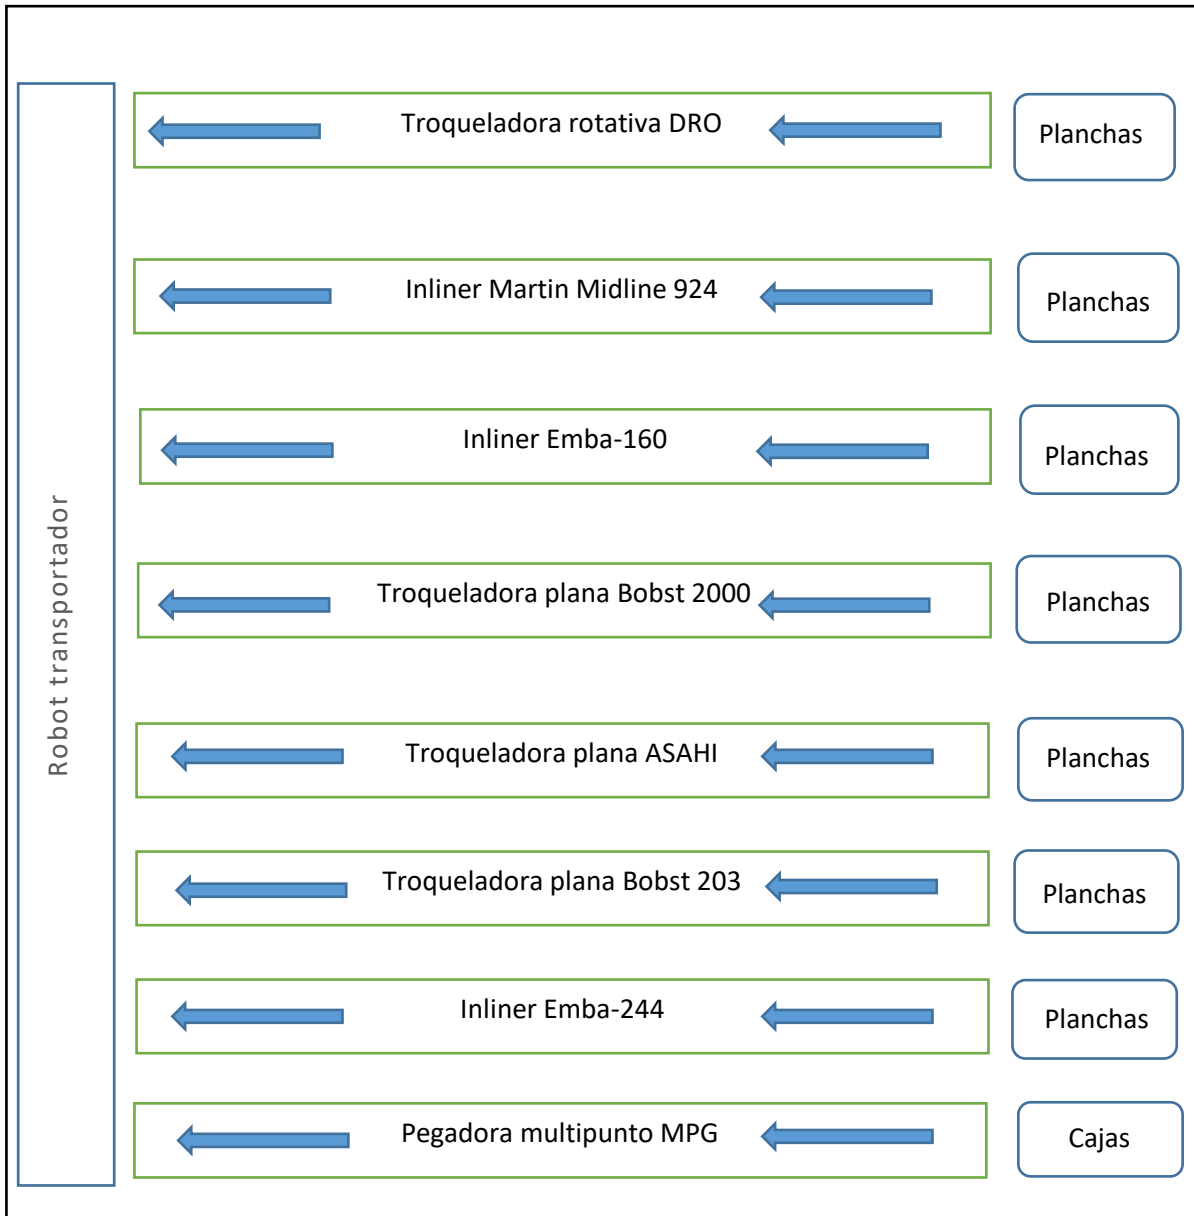 Troqueladora rotativa DRO
Planchas
Inliner Martin Midline 924
Planchas
Inliner Emba-160
Planchas
Troqueladora plana Bobst 2000
Planchas
Robot transportador
Troqueladora plana ASAHI
Planchas
Troqueladora plana Bobst 203
Planchas
Inliner Emba-244
Planchas
Pegadora multipunto MPG
Cajas